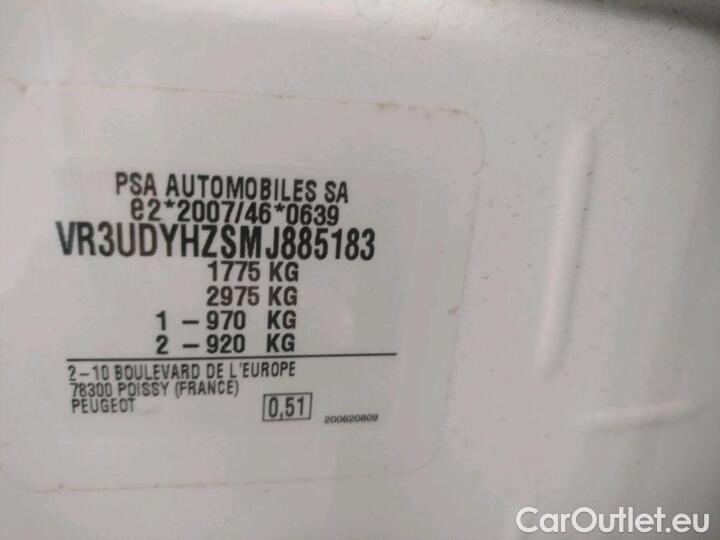 PSA AUTOMOBILES SA
e2*2007/46*0639
VR3UDYHZSMJ885183
1775 KG
2975 KG
1 - 970 KG
2 - 920 KG
2-10 BOULEVARD DE L'EUROPE
78300 POISSY (FRANCE)
PEUGEOT
0,51
200620809
CarOutlet.eu